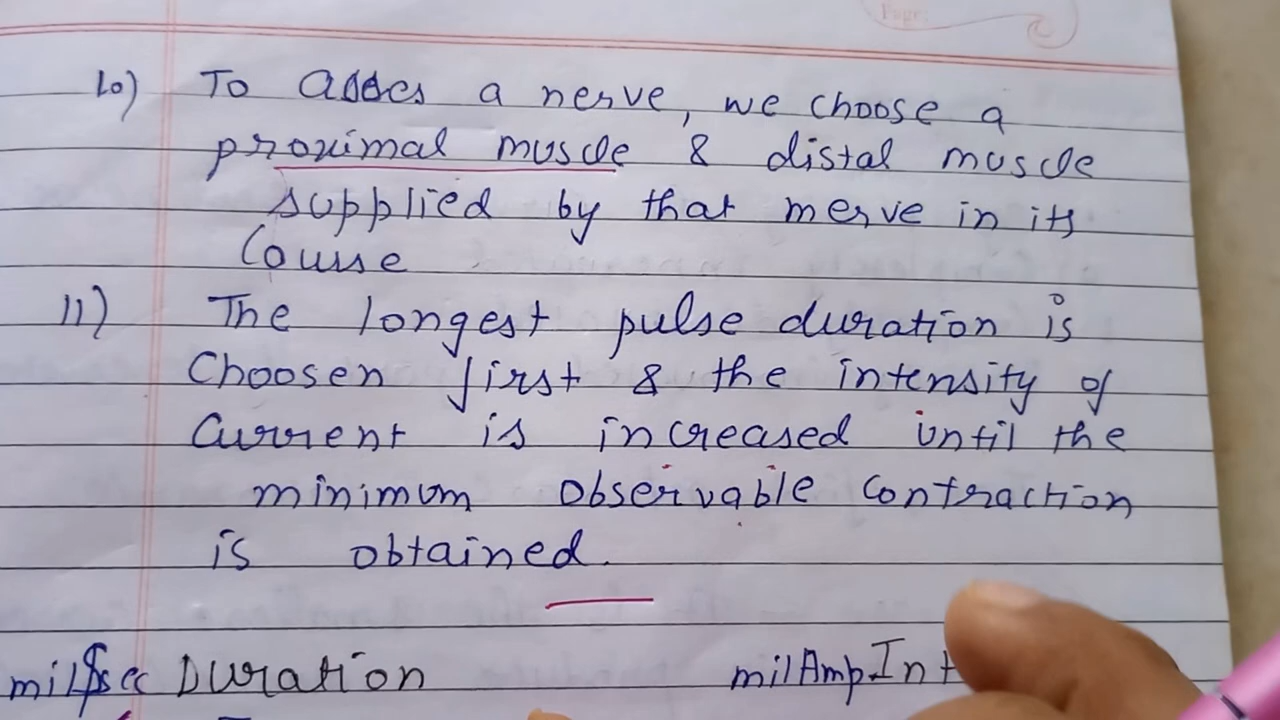 Page:
10) To asses a nerve, we choose a
proximal muscle & distal muscle
supplied by that nerve in its
Course
11) The longest pulse duration is
Choosen first & the intensity of
Current is increased until the
minimum observable contraction
is obtained.
milSec Duration milAmp Int